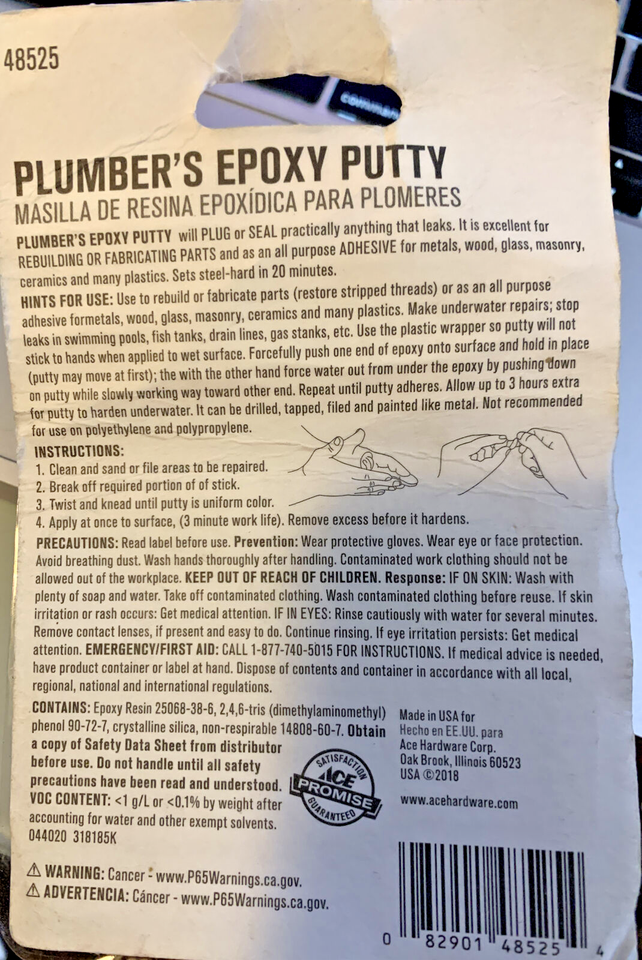 48525
command
PLUMBER'S EPOXY PUTTY
MASILLA DE RESINA EPOXÍDICA PARA PLOMERES
PLUMBER'S EPOXY PUTTY will PLUG or SEAL practically anything that leaks. It is excellent for
REBUILDING OR FABRICATING PARTS and as an all purpose ADHESIVE for metals, wood, glass, masonry,
ceramics and many plastics. Sets steel-hard in 20 minutes.
HINTS FOR USE: Use to rebuild or fabricate parts (restore stripped threads) or as an all purpose
adhesive formetals, wood, glass, masonry, ceramics and many plastics. Make underwater repairs; stop
leaks in swimming pools, fish tanks, drain lines, gas stanks, etc. Use the plastic wrapper so putty will not
stick to hands when applied to wet surface. Forcefully push one end of epoxy onto surface and hold in place
(putty may move at first); the with the other hand force water out from under the epoxy by pushing down
on putty while slowly working way toward other end. Repeat until putty adheres. Allow up to 3 hours extra
for putty to harden underwater. It can be drilled, tapped, filed and painted like metal. Not recommended
for use on polyethylene and polypropylene.
INSTRUCTIONS:
1. Clean and sand or file areas to be repaired.
2. Break off required portion of of stick.
3. Twist and knead until putty is uniform color.
4. Apply at once to surface, (3 minute work life). Remove excess before it hardens.
PRECAUTIONS: Read label before use. Prevention: Wear protective gloves. Wear eye or face protection.
Avoid breathing dust. Wash hands thoroughly after handling. Contaminated work clothing should not be
allowed out of the workplace. KEEP OUT OF REACH OF CHILDREN. Response: IF ON SKIN: Wash with
plenty of soap and water. Take off contaminated clothing. Wash contaminated clothing before reuse. If skin
irritation or rash occurs: Get medical attention. IF IN EYES: Rinse cautiously with water for several minutes.
Remove contact lenses, if present and easy to do. Continue rinsing. If eye irritation persists: Get medical
attention. EMERGENCY/FIRST AID: CALL 1-877-740-5015 FOR INSTRUCTIONS. If medical advice is needed,
have product container or label at hand. Dispose of contents and container in accordance with all local,
regional, national and international regulations.
CONTAINS: Epoxy Resin 25068-38-6, 2,4,6-tris (dimethylaminomethyl)
phenol 90-72-7, crystalline silica, non-respirable 14808-60-7. Obtain
a copy of Safety Data Sheet from distributor
before use. Do not handle until all safety
precautions have been read and understood.
VOC CONTENT: <1 g/L or <0.1% by weight after
accounting for water and other exempt solvents.
044020 318185K
SATISFACTION
ACE
PROMISE
GUARANTEED
Made in USA for
Hecho en EE.UU. para
Ace Hardware Corp.
Oak Brook, Illinois 60523
USA ©2018
www.acehardware.com
⚠ WARNING: Cancer - www.P65Warnings.ca.gov.
⚠ ADVERTENCIA: Cáncer - www.P65Warnings.ca.gov.
0 82901 48525 4